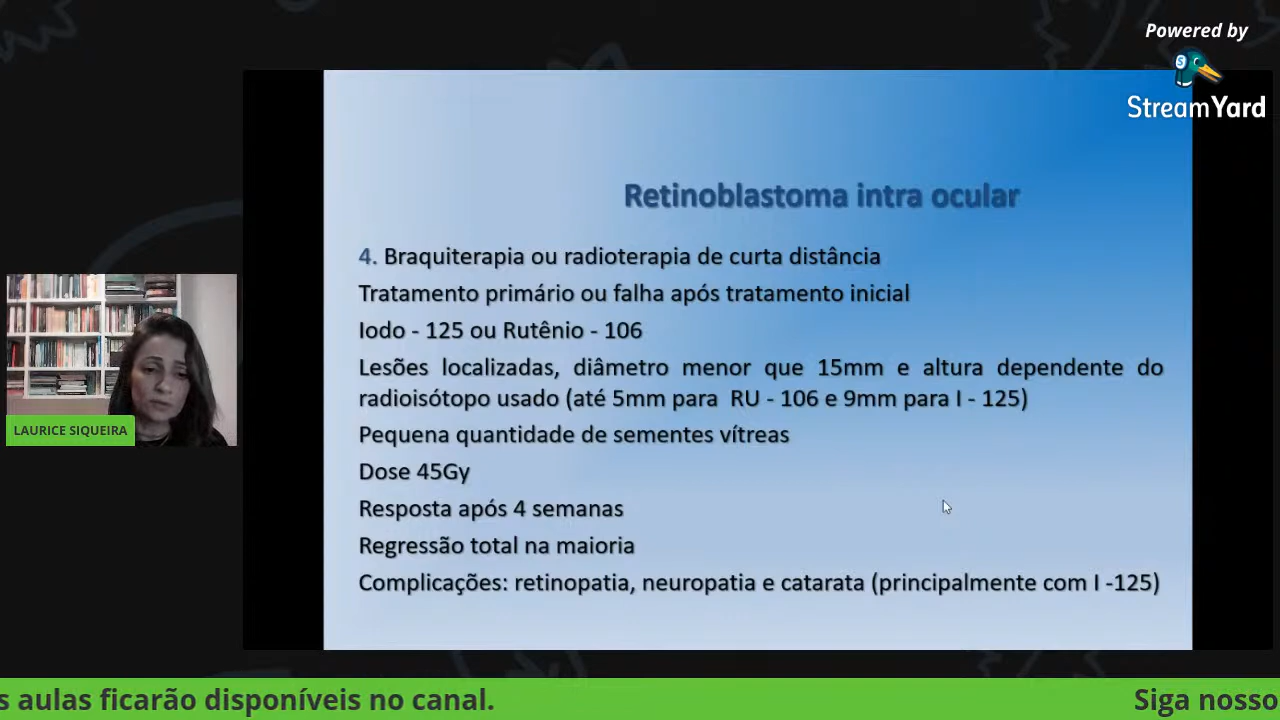 Powered by
StreamYard
Retinoblastoma intra ocular
4. Braquiterapia ou radioterapia de curta distância
Tratamento primário ou falha após tratamento inicial
Iodo - 125 ou Rutênio - 106
Lesões localizadas, diâmetro menor que 15mm e altura dependente do
radioisótopo usado (até 5mm para RU - 106 e 9mm para I - 125)
Pequena quantidade de sementes vítreas
Dose 45Gy
Resposta após 4 semanas
Regressão total na maioria
Complicações: retinopatia, neuropatia e catarata (principalmente com I -125)
LAURICE SIQUEIRA
s aulas ficarão disponíveis no canal. Siga nosso